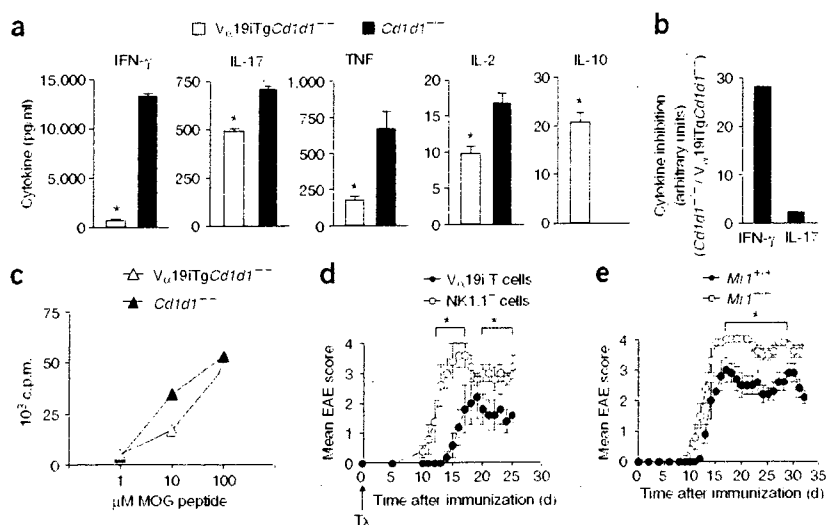 a
Vα19iTgCd1d1−/−
Cd1d1−/−
IFN-γ
IL-17
TNF
IL-2
IL-10
Cytokine (pg/ml)
15,000
10,000
5,000
0
750
500
250
0
1,000
750
500
250
0
20
15
10
5
0
30
20
10
0
*
*
*
*
*
b
Cytokine inhibition
(arbitrary units)
(Cd1d1−/−/Vα19iTgCd1d1−/−)
30
20
10
0
IFN-γ IL-17
c
Vα19iTgCd1d1−/−
Cd1d1−/−
10³ c.p.m.
75
50
25
0
1 10 100
μM MOG peptide
d
Vα19i T cells
NK1.1− cells
* *
Mean EAE score
4
3
2
1
0
0 5 10 15 20 25 30
Time after immunization (d)
Tx
e
Mr1+/+
Mr1−/−
*
Mean EAE score
4
3
2
1
0
0 5 10 15 20 25 30 35
Time after immunization (d)